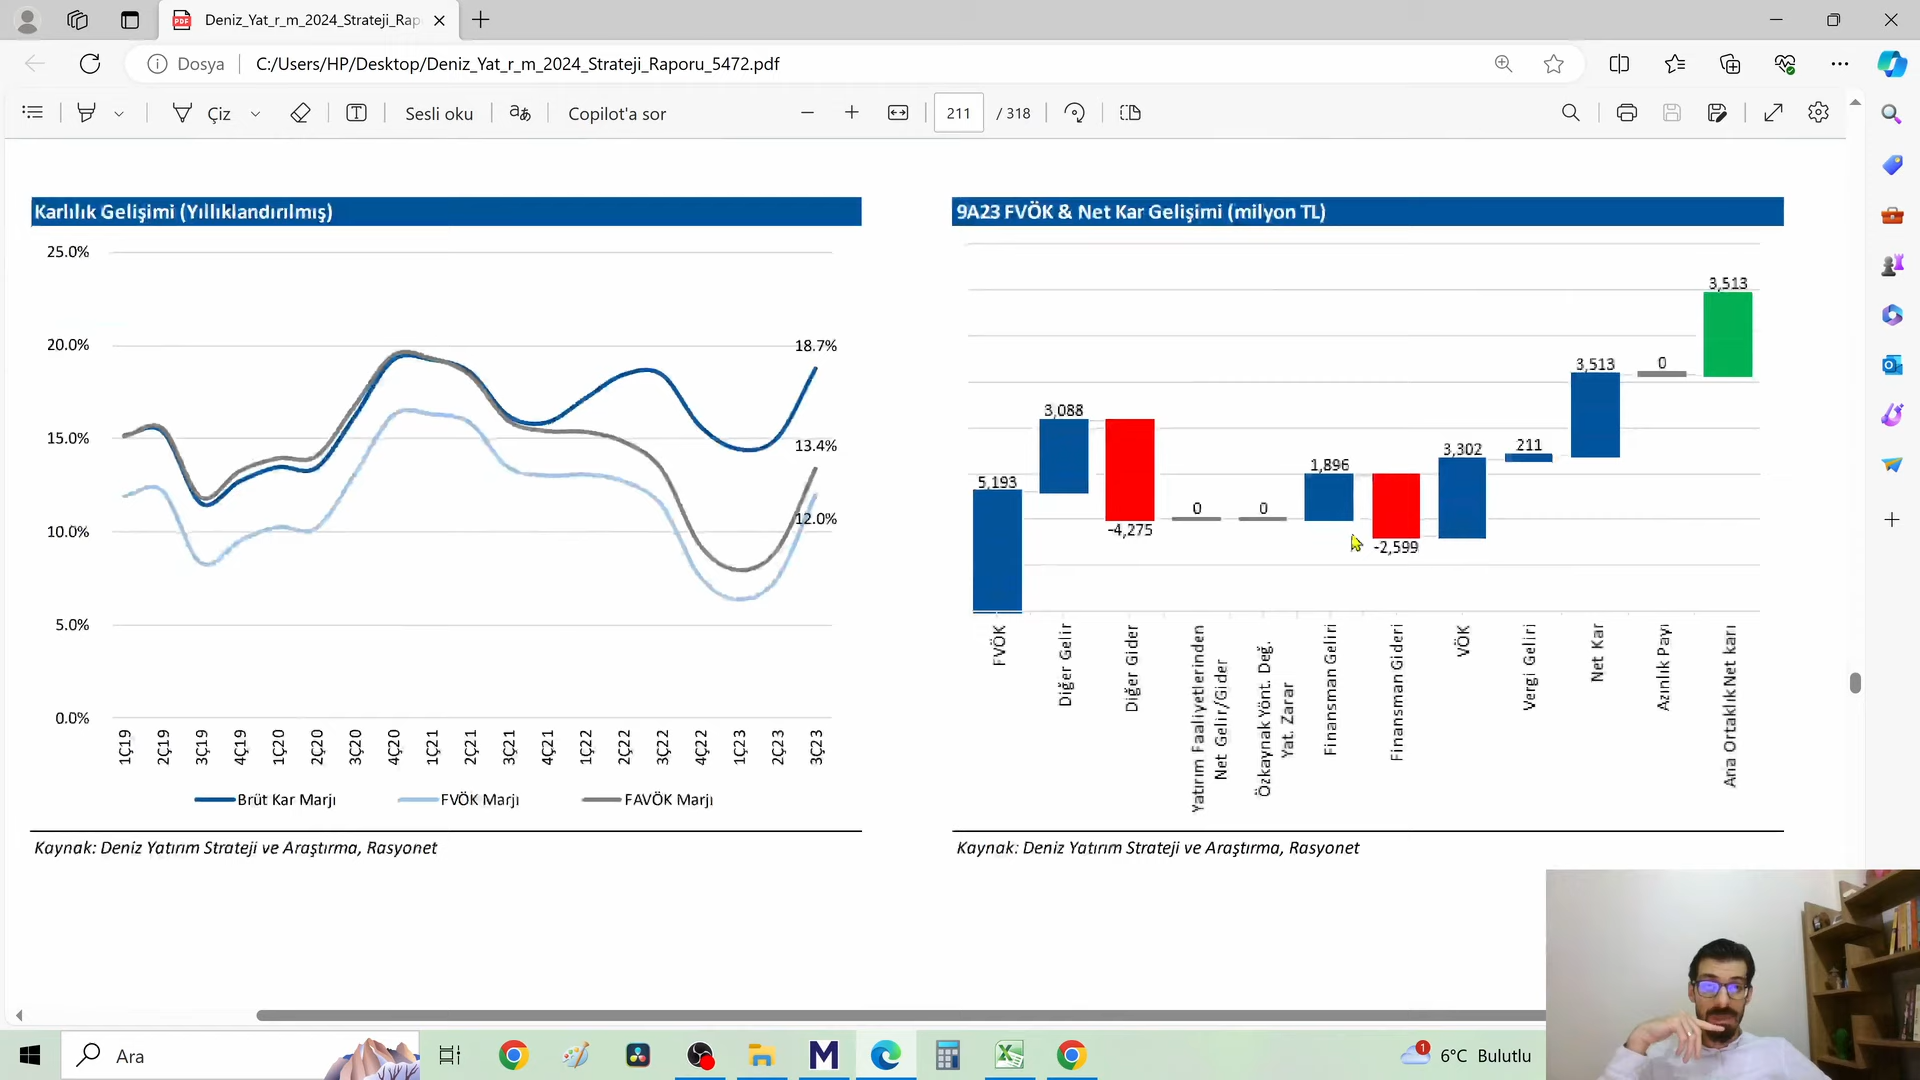 Deniz_Yat_r_m_2024_Strateji_Rap
Dosya
C:/Users/HP/Desktop/Deniz_Yat_r_m_2024_Strateji_Raporu_5472.pdf
Çiz
Sesli oku
aあ
Copilot'a sor
211 / 318
Karlılık Gelişimi (Yıllıklandırılmış)
25.0%
20.0%
15.0%
10.0%
5.0%
0.0%
18.7%
13.4%
12.0%
1Ç19
2Ç19
3Ç19
4Ç19
1Ç20
2Ç20
3Ç20
4Ç20
1Ç21
2Ç21
3Ç21
4Ç21
1Ç22
2Ç22
3Ç22
4Ç22
1Ç23
2Ç23
3Ç23
Brüt Kar Marjı
FVÖK Marjı
FAVÖK Marjı
Kaynak: Deniz Yatırım Strateji ve Araştırma, Rasyonet
9A23 FVÖK & Net Kar Gelişimi (milyon TL)
5,193
3,088
-4,275
0
0
1,896
-2,599
3,302
211
3,513
0
3,513
FVÖK
Diğer Gelir
Diğer Gider
Yatırım Faaliyetlerinden
Net Gelir/Gider
Özkaynak Yönt. Değ.
Yat. Zarar
Finansman Geliri
Finansman Gideri
VÖK
Vergi Geliri
Net Kar
Azınlık Payı
Ana Ortaklık Net karı
Kaynak: Deniz Yatırım Strateji ve Araştırma, Rasyonet
Ara
1
6°C Bulutlu